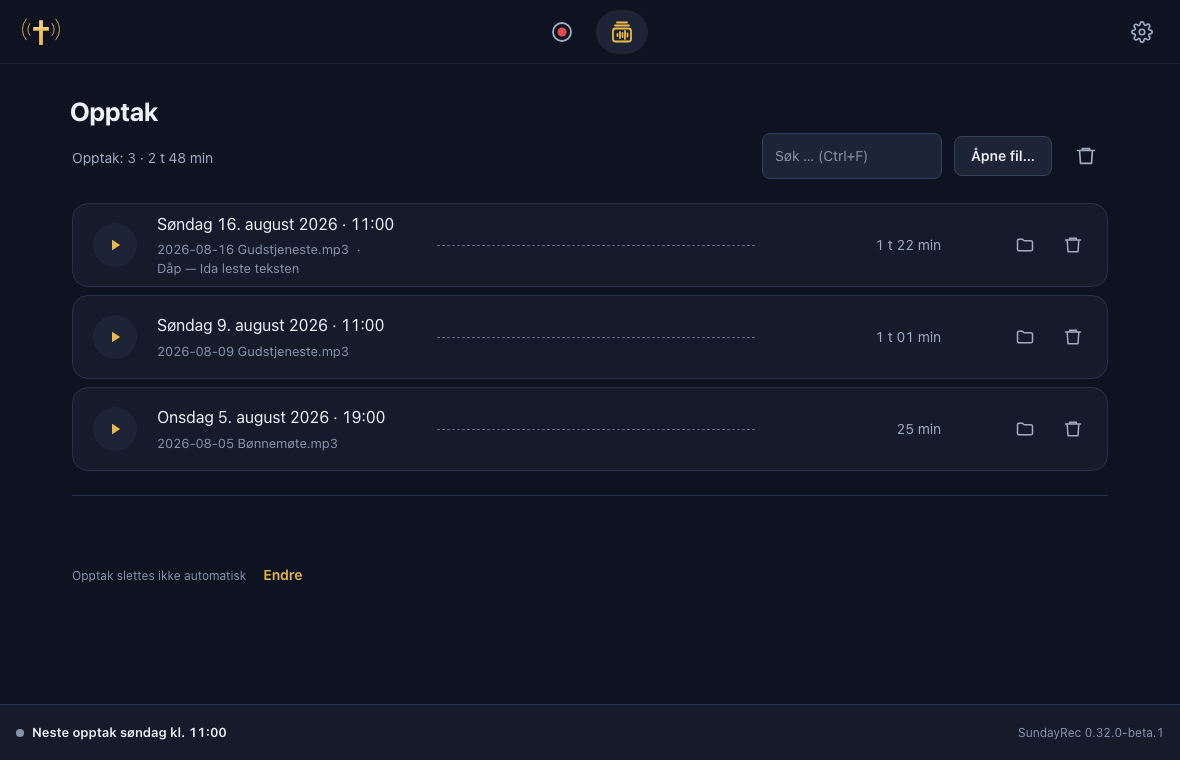 Opptak
Opptak: 3 · 2 t 48 min
Søk ... (Ctrl+F)
Åpne fil...
Søndag 16. august 2026 · 11:00
2026-08-16 Gudstjeneste.mp3 ·
Dåp — Ida leste teksten
1 t 22 min
Søndag 9. august 2026 · 11:00
2026-08-09 Gudstjeneste.mp3
1 t 01 min
Onsdag 5. august 2026 · 19:00
2026-08-05 Bønnemøte.mp3
25 min
Opptak slettes ikke automatisk
Endre
Neste opptak søndag kl. 11:00
SundayRec 0.32.0-beta.1